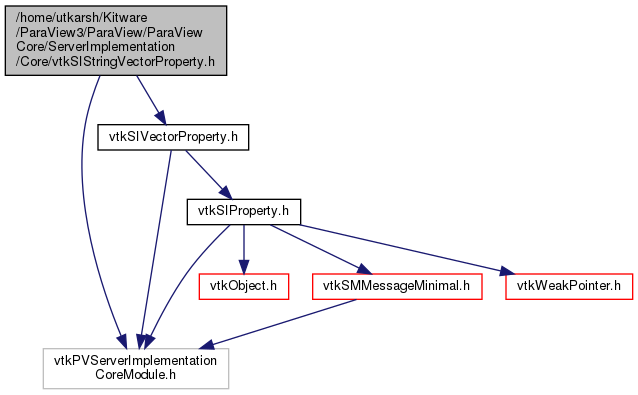 /home/utkarsh/Kitware
/ParaView3/ParaView/ParaView
Core/ServerImplementation
/Core/vtkSIStringVectorProperty.h
vtkSIVectorProperty.h
vtkSIProperty.h
vtkObject.h
vtkSMMessageMinimal.h
vtkWeakPointer.h
vtkPVServerImplementation
CoreModule.h